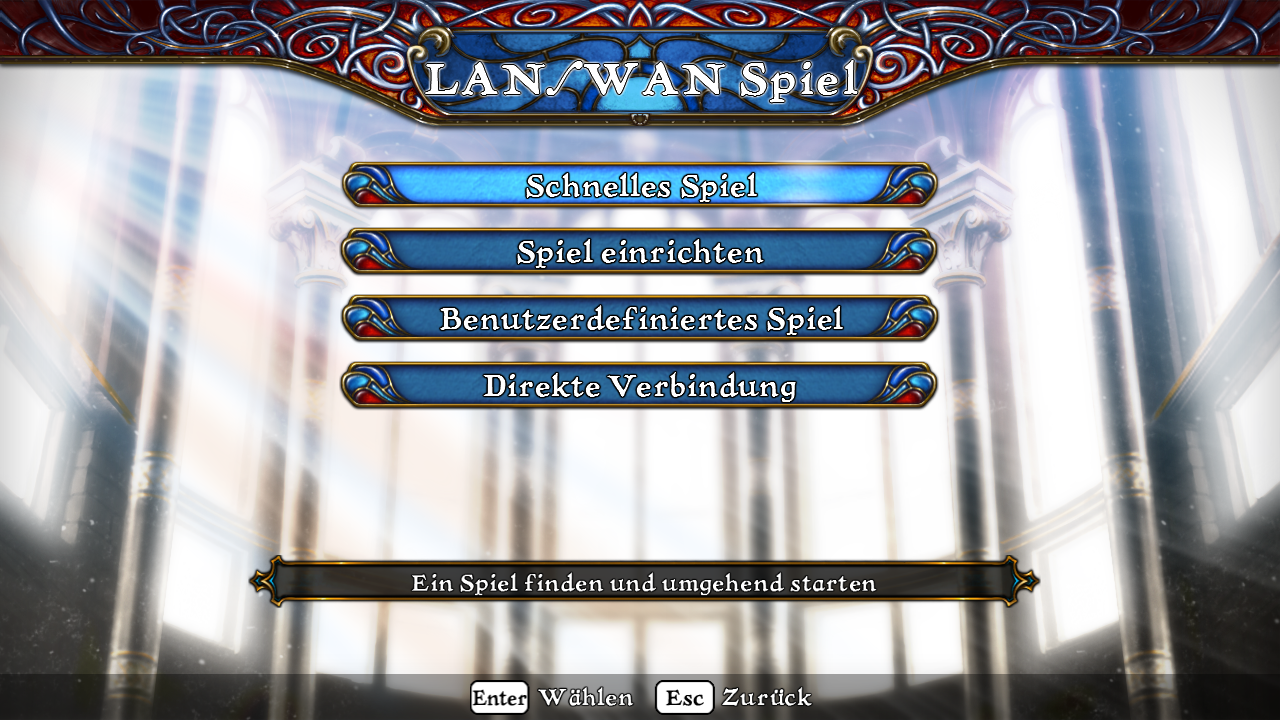 LAN/WAN Spiel
Schnelles Spiel
Spiel einrichten
Benutzerdefiniertes Spiel
Direkte Verbindung
Ein Spiel finden und umgehend starten
Enter Wählen Esc Zurück